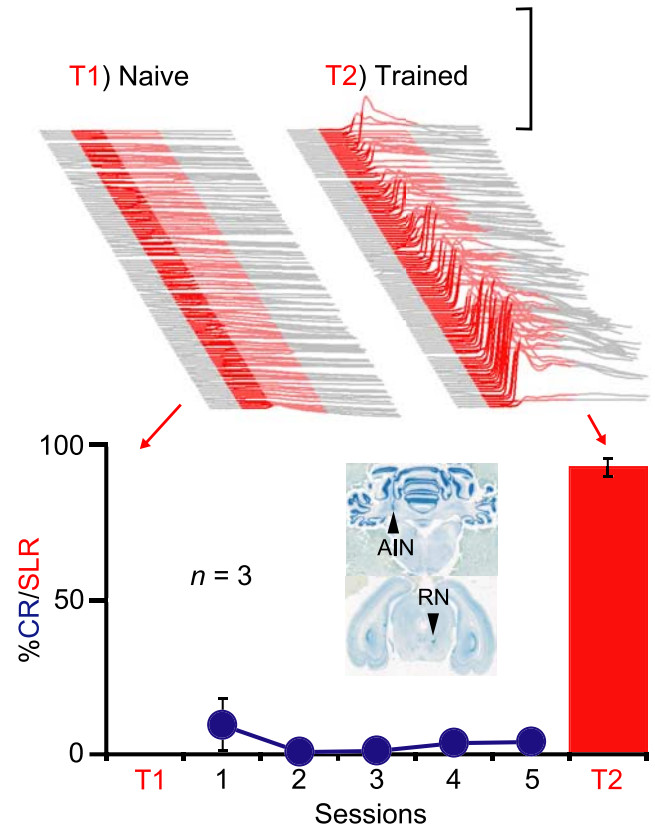 T1) Naive
T2) Trained
100
50
0
%CR/SLR
n = 3
AIN
RN
T1 1 2 3 4 5 T2
Sessions